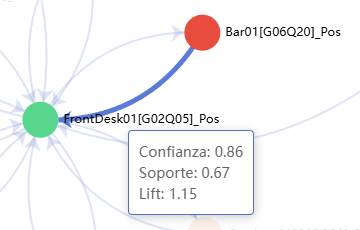 Bar01[G06Q20]_Pos
FrontDesk01[G02Q05]_Pos
Confianza: 0.86
Soporte: 0.67
Lift: 1.15